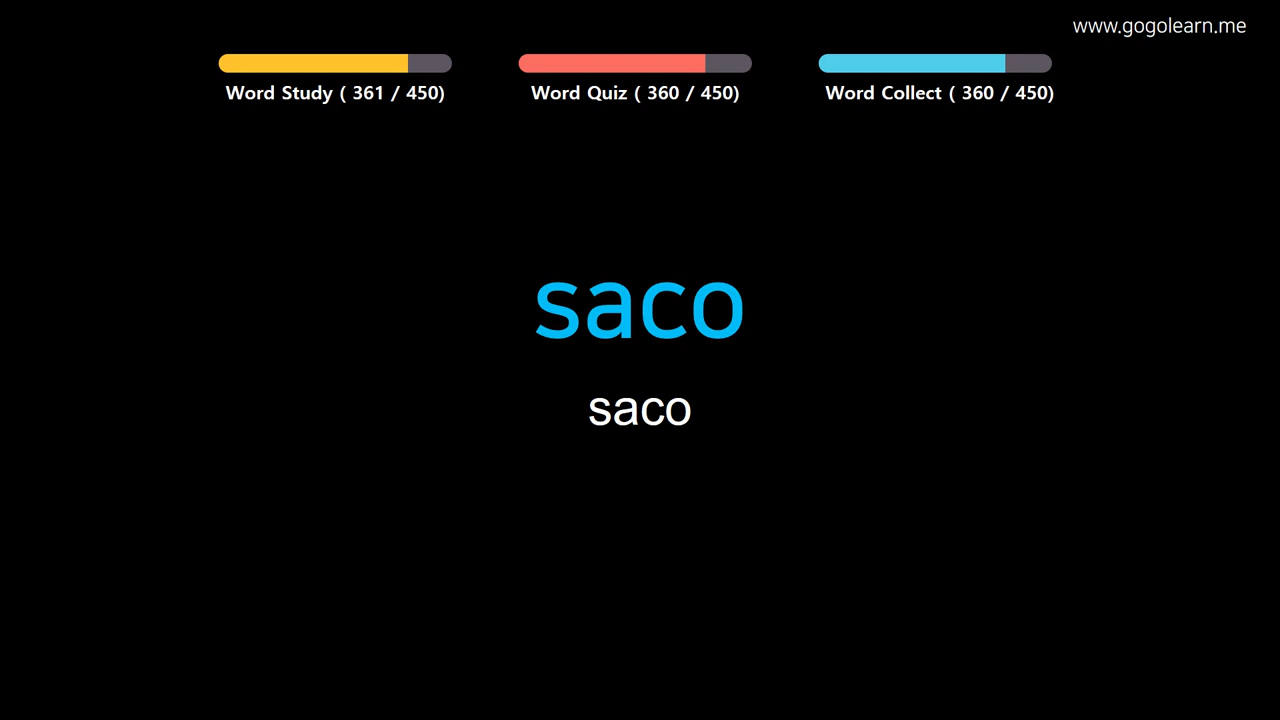 www.gogolearn.me
Word Study ( 361 / 450)
Word Quiz ( 360 / 450)
Word Collect ( 360 / 450)
saco
saco